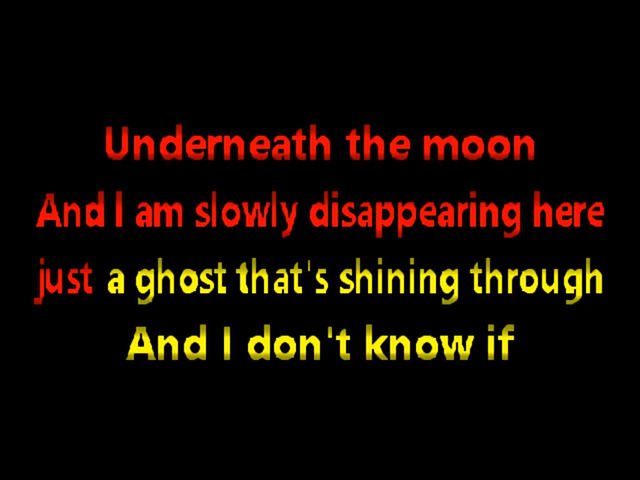 Underneath the moon
And I am slowly disappearing here
just a ghost that's shining through
And I don't know if